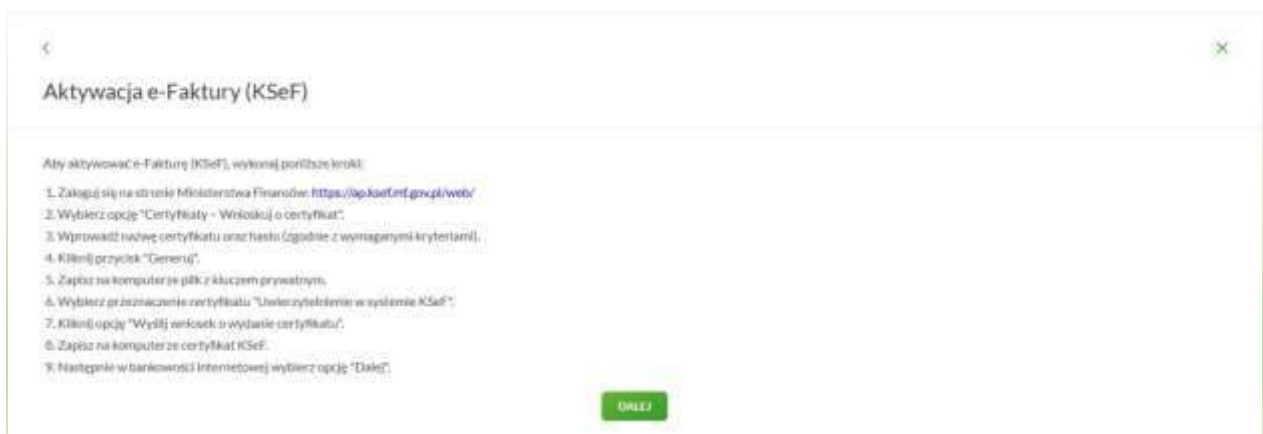 Aktywacja e-Faktury (KSeF)
Aby aktywować e-Fakturę (KSeF), wykonaj poniższe kroki:
1. Zaloguj się na stronie Ministerstwa Finansów: https://ap.ksef.mf.gov.pl/web/
2. Wybierz opcję "Certyfikaty – Wnioskuj o certyfikat".
3. Wprowadź nazwę certyfikatu oraz hasło (zgodnie z wymaganymi kryteriami).
4. Kliknij przycisk "Generuj".
5. Zapisz na komputerze plik z kluczem prywatnym.
6. Wybierz przeznaczenie certyfikatu "Uwierzytelnienie w systemie KSeF".
7. Kliknij opcję "Wyślij wniosek o wydanie certyfikatu".
8. Zapisz na komputerze certyfikat KSeF.
9. Następnie w bankowości internetowej wybierz opcję "Dalej".
DALEJ